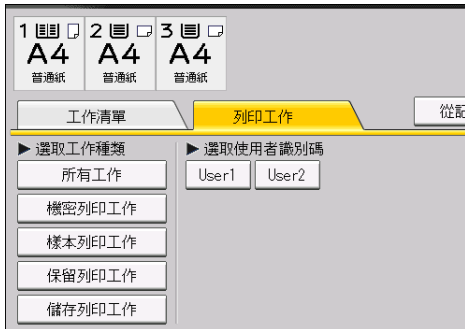 1 2 3
A4 A4 A4
普通紙 普通紙 普通紙
工作清單 列印工作 從記
▶ 選取工作種類 ▶ 選取使用者識別碼
所有工作 User1 User2
機密列印工作
樣本列印工作
保留列印工作
儲存列印工作